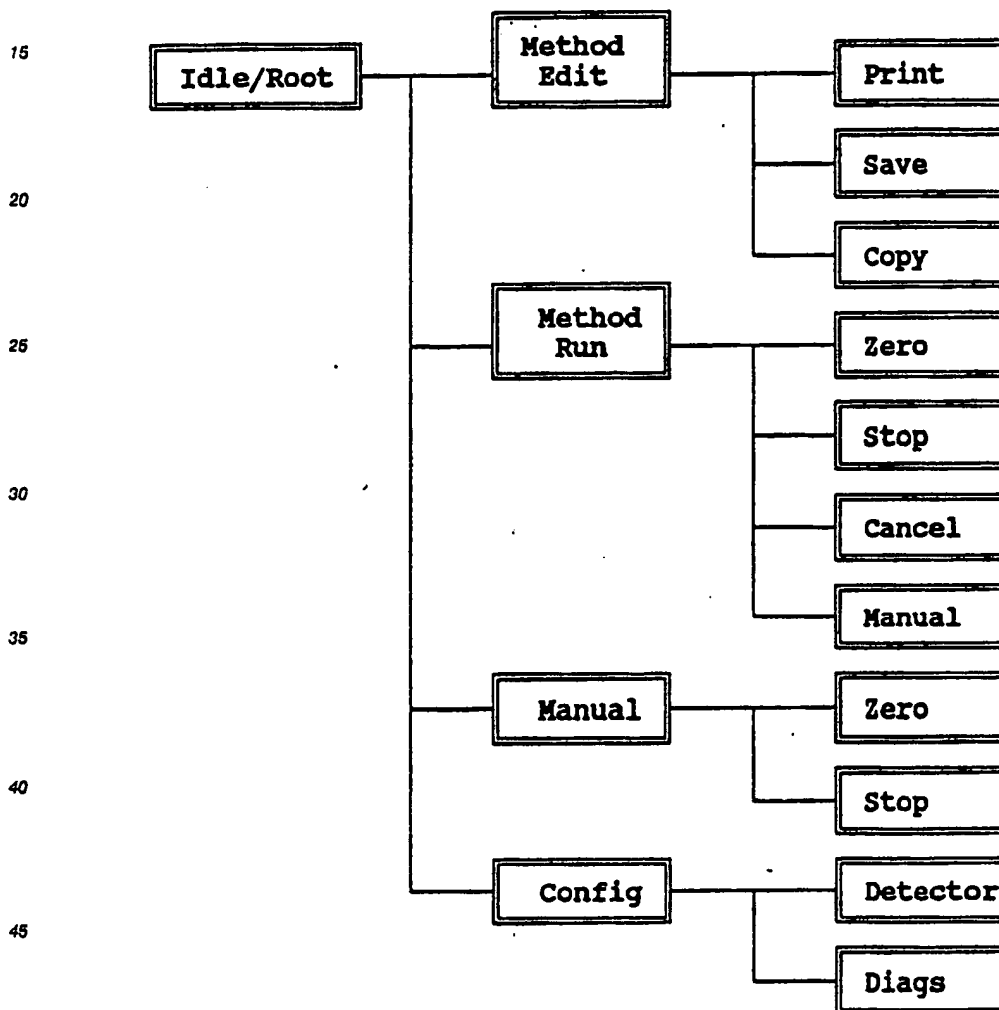 15
Idle/Root
Method
Edit
Print
Save
20
Copy
Method
Run
25
Zero
Stop
30
Cancel
Manual
35
Manual
Zero
40
Stop
Config
Detector
45
Diags